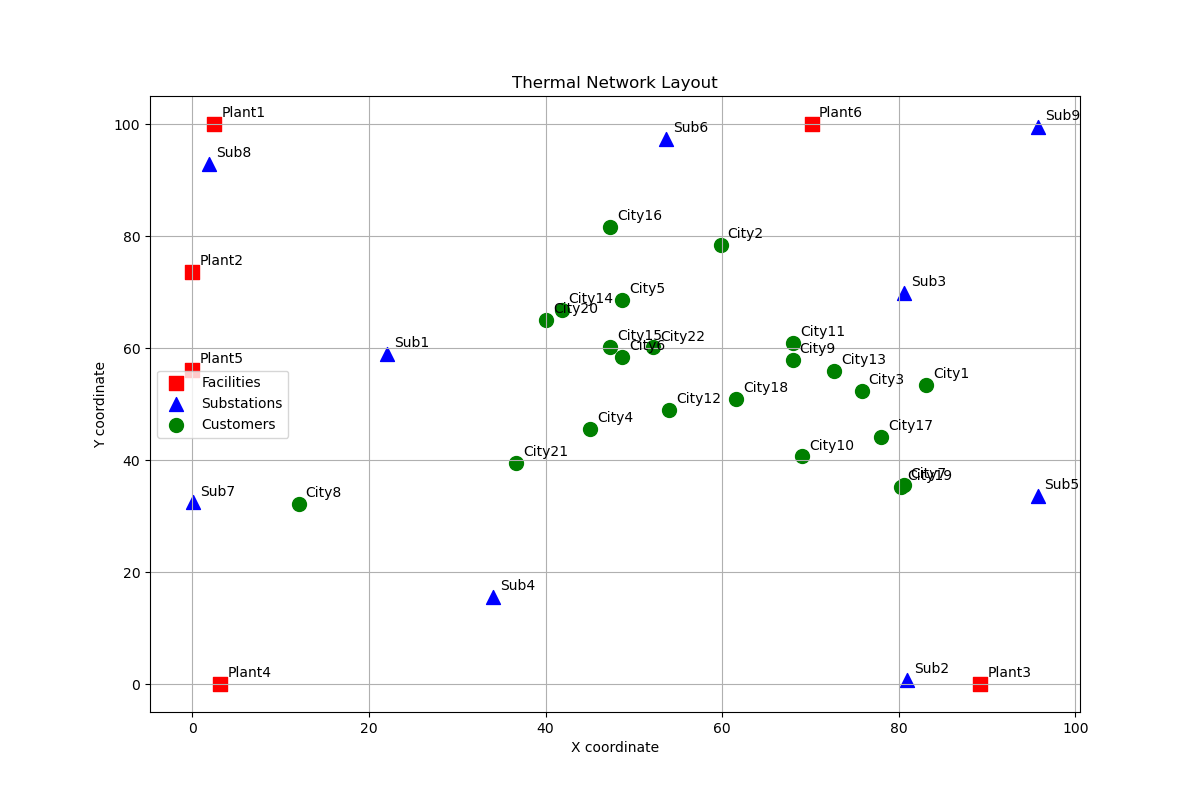 Thermal Network Layout
Plant1
Plant6
Sub9
Sub6
Sub8
City16
City2
Plant2
Sub3
City5
City14
City20
Sub1
City15
City22
City6
City11
City9
Plant5
City13
City3
City1
City18
City12
City4
City17
City10
City21
City7
City19
Sub7
City8
Sub5
Sub4
Plant4
Sub2
Plant3
Facilities
Substations
Customers
100
80
60
40
20
0
Y coordinate
0
20
40
60
80
100
X coordinate